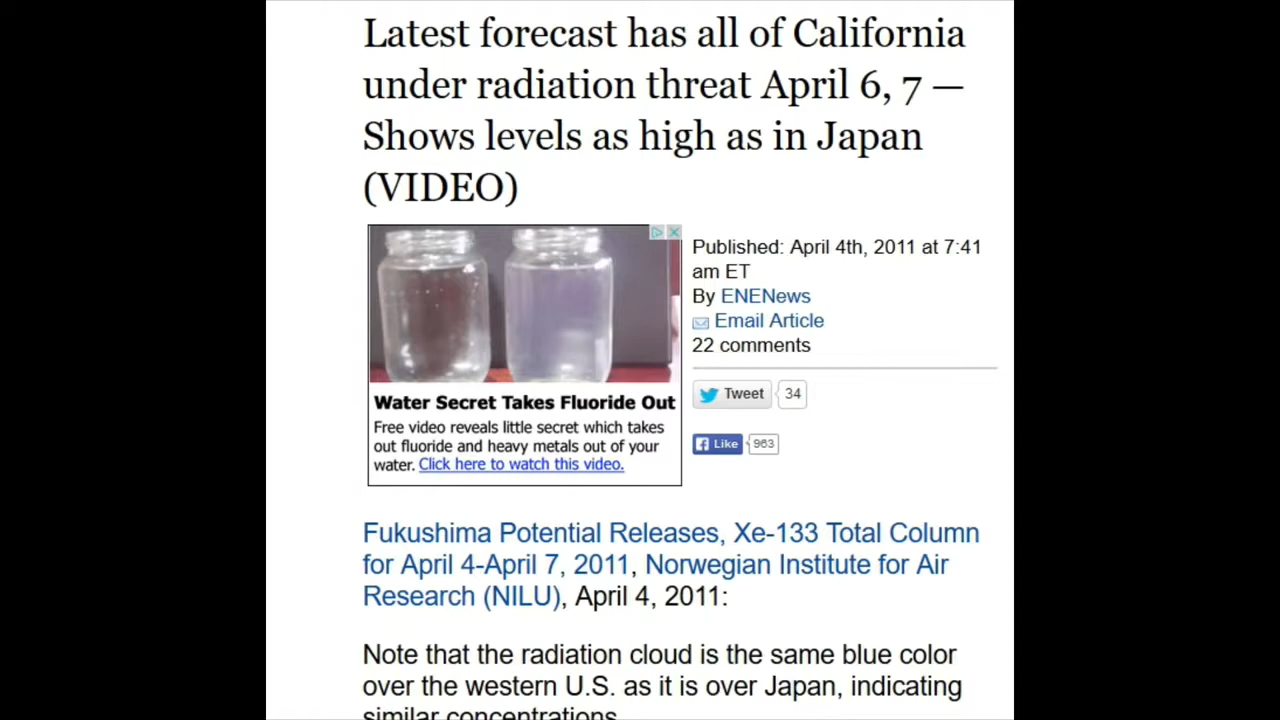 Latest forecast has all of California
under radiation threat April 6, 7 —
Shows levels as high as in Japan
(VIDEO)
Water Secret Takes Fluoride Out
Free video reveals little secret which takes
out fluoride and heavy metals out of your
water. Click here to watch this video.
Published: April 4th, 2011 at 7:41
am ET
By ENENews
Email Article
22 comments
Tweet 34
Like 963
Fukushima Potential Releases, Xe-133 Total Column
for April 4-April 7, 2011, Norwegian Institute for Air
Research (NILU), April 4, 2011:
Note that the radiation cloud is the same blue color
over the western U.S. as it is over Japan, indicating
similar concentrations